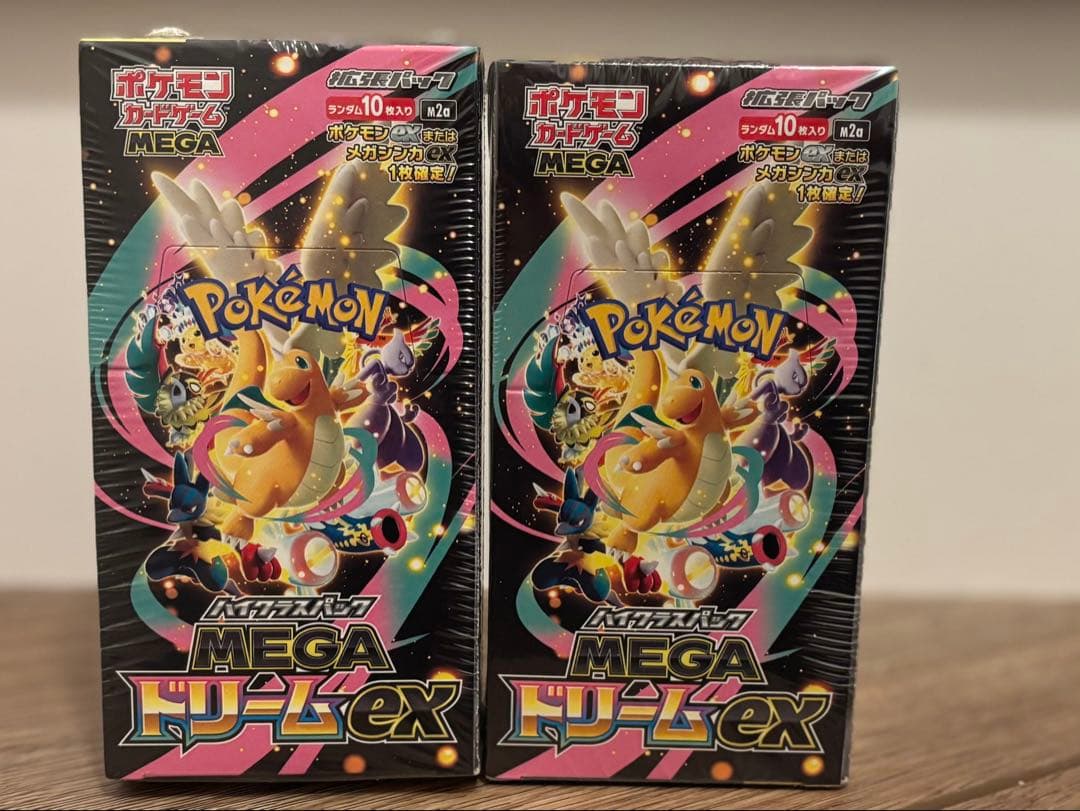 ポケモン
カードゲーム
MEGA
拡張パック
ランダム10枚入り M2a
ポケモンexまたは
メガシンカex
1枚確定!
POKéMON
ハイクラスパック
MEGA
ドリームex
ポケモン
カードゲーム
MEGA
拡張パック
ランダム10枚入り M2a
ポケモンexまたは
メガシンカex
1枚確定!
POKéMON
ハイクラスパック
MEGA
ドリームex